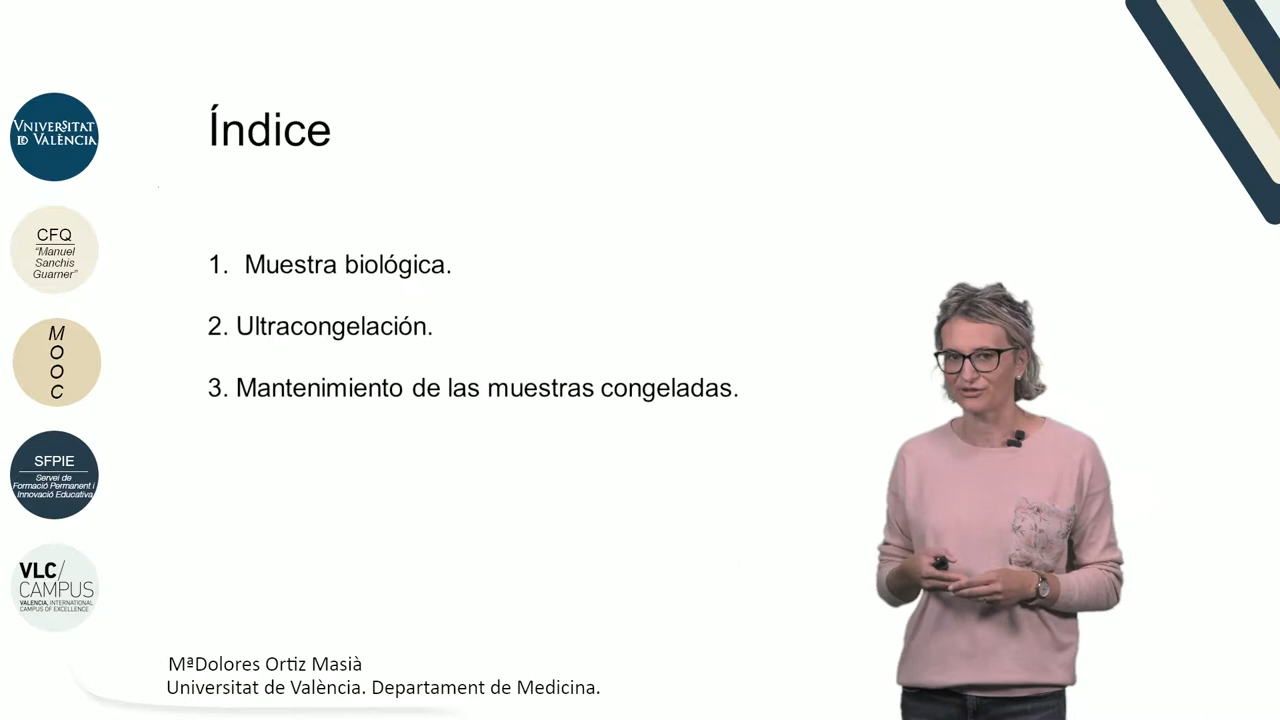 Índice
1. Muestra biológica.
2. Ultracongelación.
3. Mantenimiento de las muestras congeladas.
VNIVERSITAT
ID VALÈNCIA
CFQ
“Manuel
Sanchis
Guarner”
M
O
O
C
SFPIE
Servei de
Formació Permanent i
Innovació Educativa
VLC/
CAMPUS
VALENCIA, INTERNATIONAL
CAMPUS OF EXCELLENCE
MªDolores Ortiz Masià
Universitat de València. Departament de Medicina.